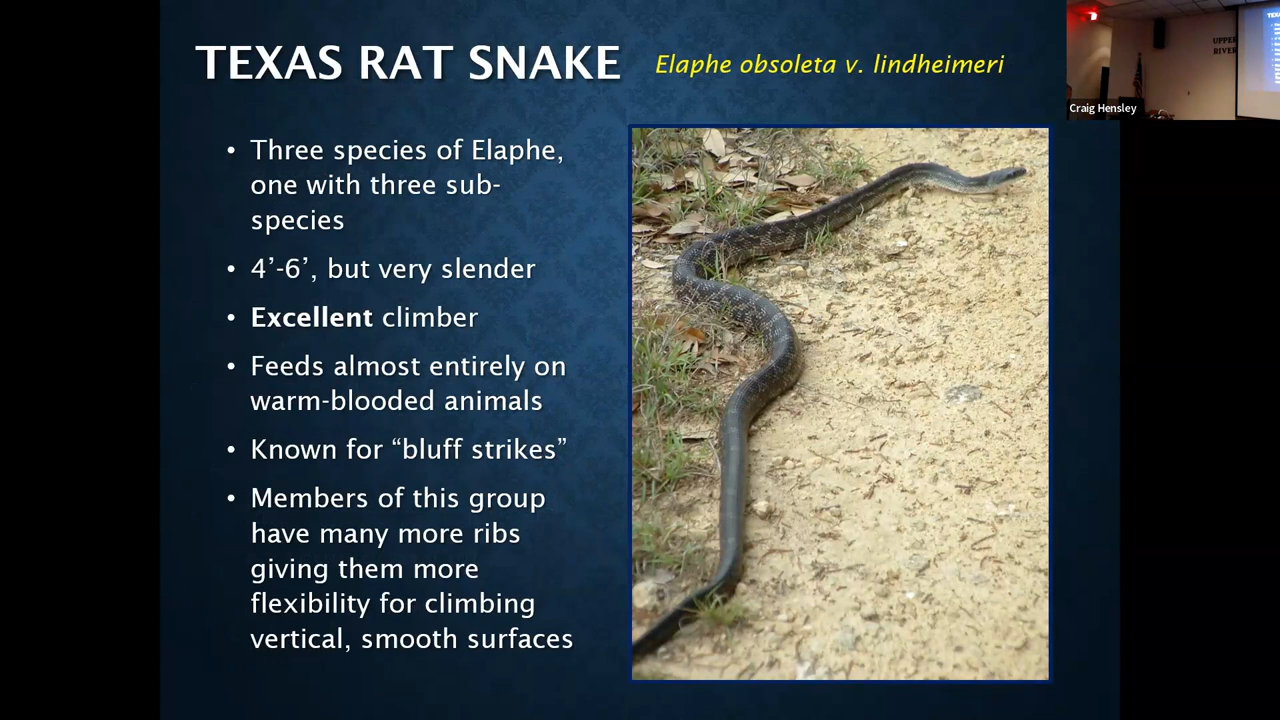 TEXAS RAT SNAKE
Elaphe obsoleta v. lindheimeri
• Three species of Elaphe,
one with three sub-
species
• 4’-6’, but very slender
• Excellent climber
• Feeds almost entirely on
warm-blooded animals
• Known for “bluff strikes”
• Members of this group
have many more ribs
giving them more
flexibility for climbing
vertical, smooth surfaces
UPPER
RIVER
Craig Hensley